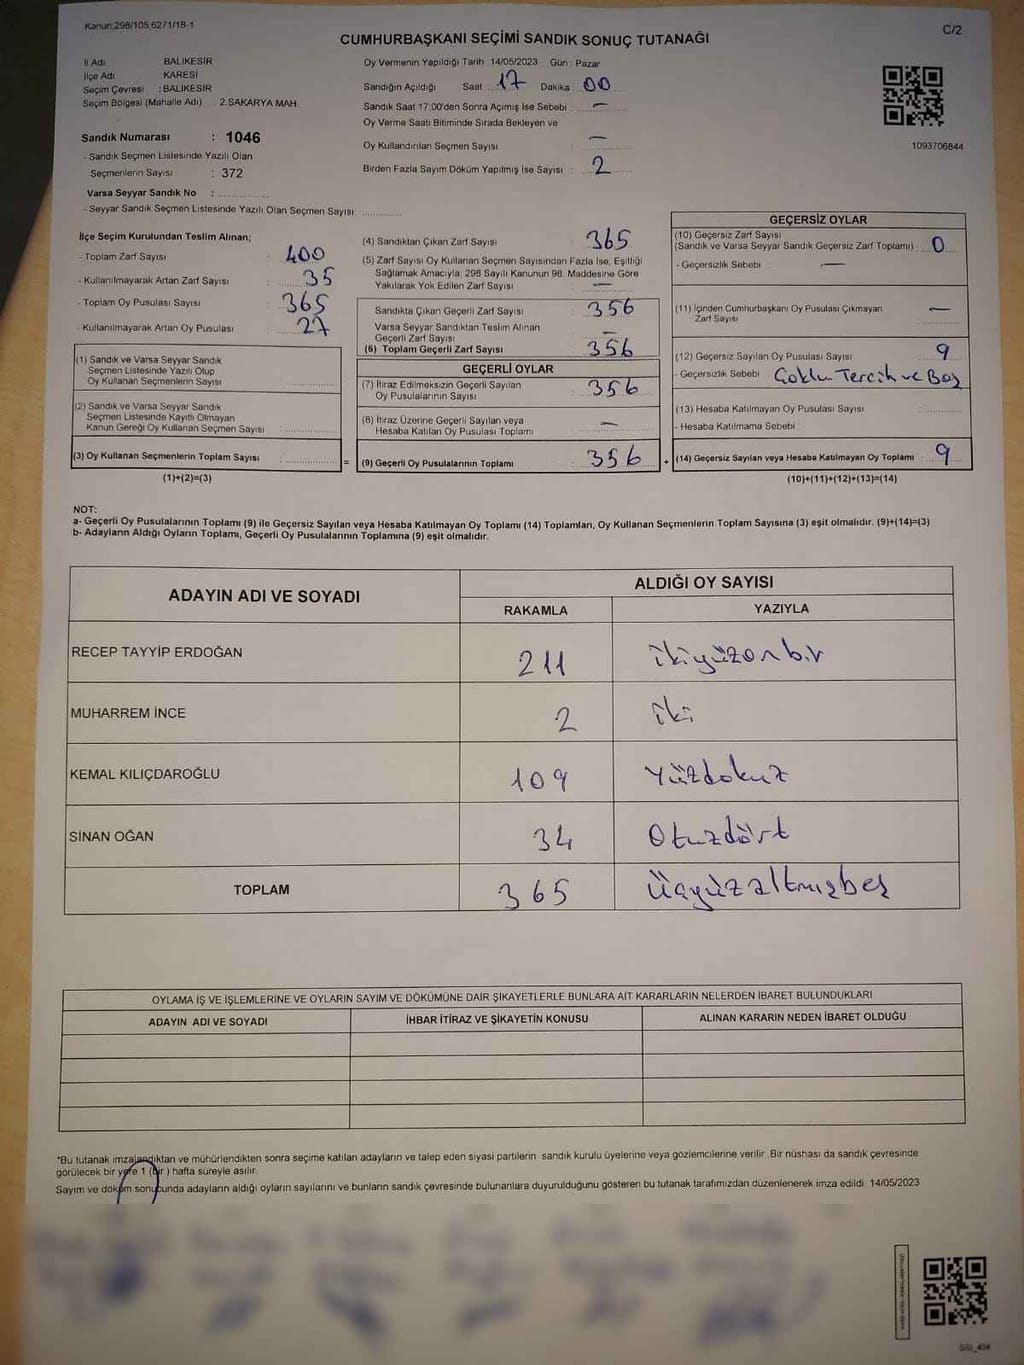 Kanun:298/105,6271/18-1
C/2
CUMHURBAŞKANI SEÇİMİ SANDIK SONUÇ TUTANAĞI
İl Adı BALIKESİR
İlçe Adı KARESİ
Seçim Çevresi : BALIKESİR
Seçim Bölgesi (Mahalle Adı) : 2.SAKARYA MAH.
Sandık Numarası : 1046
- Sandık Seçmen Listesinde Yazılı Olan
Seçmenlerin Sayısı : 372
Varsa Seyyar Sandık No :
- Seyyar Sandık Seçmen Listesinde Yazılı Olan Seçmen Sayısı:
Oy Vermenin Yapıldığı Tarih : 14/05/2023 Gün : Pazar
Sandığın Açıldığı Saat 17 Dakika 00
Sandık Saat 17:00'den Sonra Açımış İse Sebebi : —
Oy Verme Saati Bitiminde Sırada Bekleyen ve
Oy Kullandırılan Seçmen Sayısı —
Birden Fazla Sayım Döküm Yapılmış İse Sayısı : 2
1093706844
İlçe Seçim Kurulundan Teslim Alınan;
- Toplam Zarf Sayısı : 400
- Kullanılmayarak Artan Zarf Sayısı : 35
- Toplam Oy Pusulası Sayısı : 365
- Kullanılmayarak Artan Oy Pusulası : 27
(1) Sandık ve Varsa Seyyar Sandık
Seçmen Listesinde Yazılı Olup
Oy Kullanan Seçmenlerin Sayısı :
(2) Sandık ve Varsa Seyyar Sandık
Seçmen Listesinde Kayıtlı Olmayan
Kanun Gereği Oy Kullanan Seçmen Sayısı :
(3) Oy Kullanan Seçmenlerin Toplam Sayısı :
(1)+(2)=(3)
(4) Sandıktan Çıkan Zarf Sayısı : 365
(5) Zarf Sayısı Oy Kullanan Seçmen Sayısından Fazla İse, Eşitliği
Sağlamak Amacıyla, 298 Sayılı Kanunun 98. Maddesine Göre
Yakılarak Yok Edilen Zarf Sayısı : —
Sandıkta Çıkan Geçerli Zarf Sayısı : 356
Varsa Seyyar Sandıktan Teslim Alınan
Geçerli Zarf Sayısı : —
(6) Toplam Geçerli Zarf Sayısı : 356
GEÇERLİ OYLAR
(7) İtiraz Edilmeksizin Geçerli Sayılan
Oy Pusulalarının Sayısı : 356
(8) İtiraz Üzerine Geçerli Sayılan veya
Hesaba Katılan Oy Pusulası Toplamı : —
= (9) Geçerli Oy Pusulalarının Toplamı : 356 +
GEÇERSİZ OYLAR
(10) Geçersiz Zarf Sayısı
(Sandık ve Varsa Seyyar Sandık Geçersiz Zarf Toplamı) : 0
- Geçersizlik Sebebi : —
(11) İçinden Cumhurbaşkanı Oy Pusulası Çıkmayan
Zarf Sayısı —
(12) Geçersiz Sayılan Oy Pusulası Sayısı 9
- Geçersizlik Sebebi Çoklu Tercih ve Boş
(13) Hesaba Katılmayan Oy Pusulası Sayısı
- Hesaba Katılmama Sebebi
(14) Geçersiz Sayılan veya Hesaba Katılmayan Oy Toplamı : 9
(10)+(11)+(12)+(13)=(14)
NOT:
a- Geçerli Oy Pusulalarının Toplamı (9) ile Geçersiz Sayılan veya Hesaba Katılmayan Oy Toplamı (14) Toplamları, Oy Kullanan Seçmenlerin Toplam Sayısına (3) eşit olmalıdır. (9)+(14)=(3)
b- Adayların Aldığı Oyların Toplamı, Geçerli Oy Pusulalarının Toplamına (9) eşit olmalıdır.
ADAYIN ADI VE SOYADI
ALDIĞI OY SAYISI
RAKAMLA YAZIYLA
RECEP TAYYİP ERDOĞAN 211 ikiyüzonbir
MUHARREM İNCE 2 iki
KEMAL KILIÇDAROĞLU 109 Yüzdokuz
SİNAN OĞAN 34 Otuzdört
TOPLAM 365 Üçyüzaltmışbeş
OYLAMA İŞ VE İŞLEMLERİNE VE OYLARIN SAYIM VE DÖKÜMÜNE DAİR ŞİKAYETLERLE BUNLARA AİT KARARLARIN NELERDEN İBARET BULUNDUKLARI
ADAYIN ADI VE SOYADI İHBAR İTİRAZ VE ŞİKAYETİN KONUSU ALINAN KARARIN NEDEN İBARET OLDUĞU
*Bu tutanak imzalandıktan ve mühürlendikten sonra seçime katılan adayların ve talep eden siyasi partilerin sandık kurulu üyelerine veya gözlemcilerine verilir. Bir nüshası da sandık çevresinde
görülecek bir yere 1 (bir) hafta süreyle asılır.
Sayım ve döküm sonucunda adayların aldığı oyların sayılarını ve bunların sandık çevresinde bulunanlara duyurulduğunu gösteren bu tutanak tarafımızdan düzenlenerek imza edildi. 14/05/2023